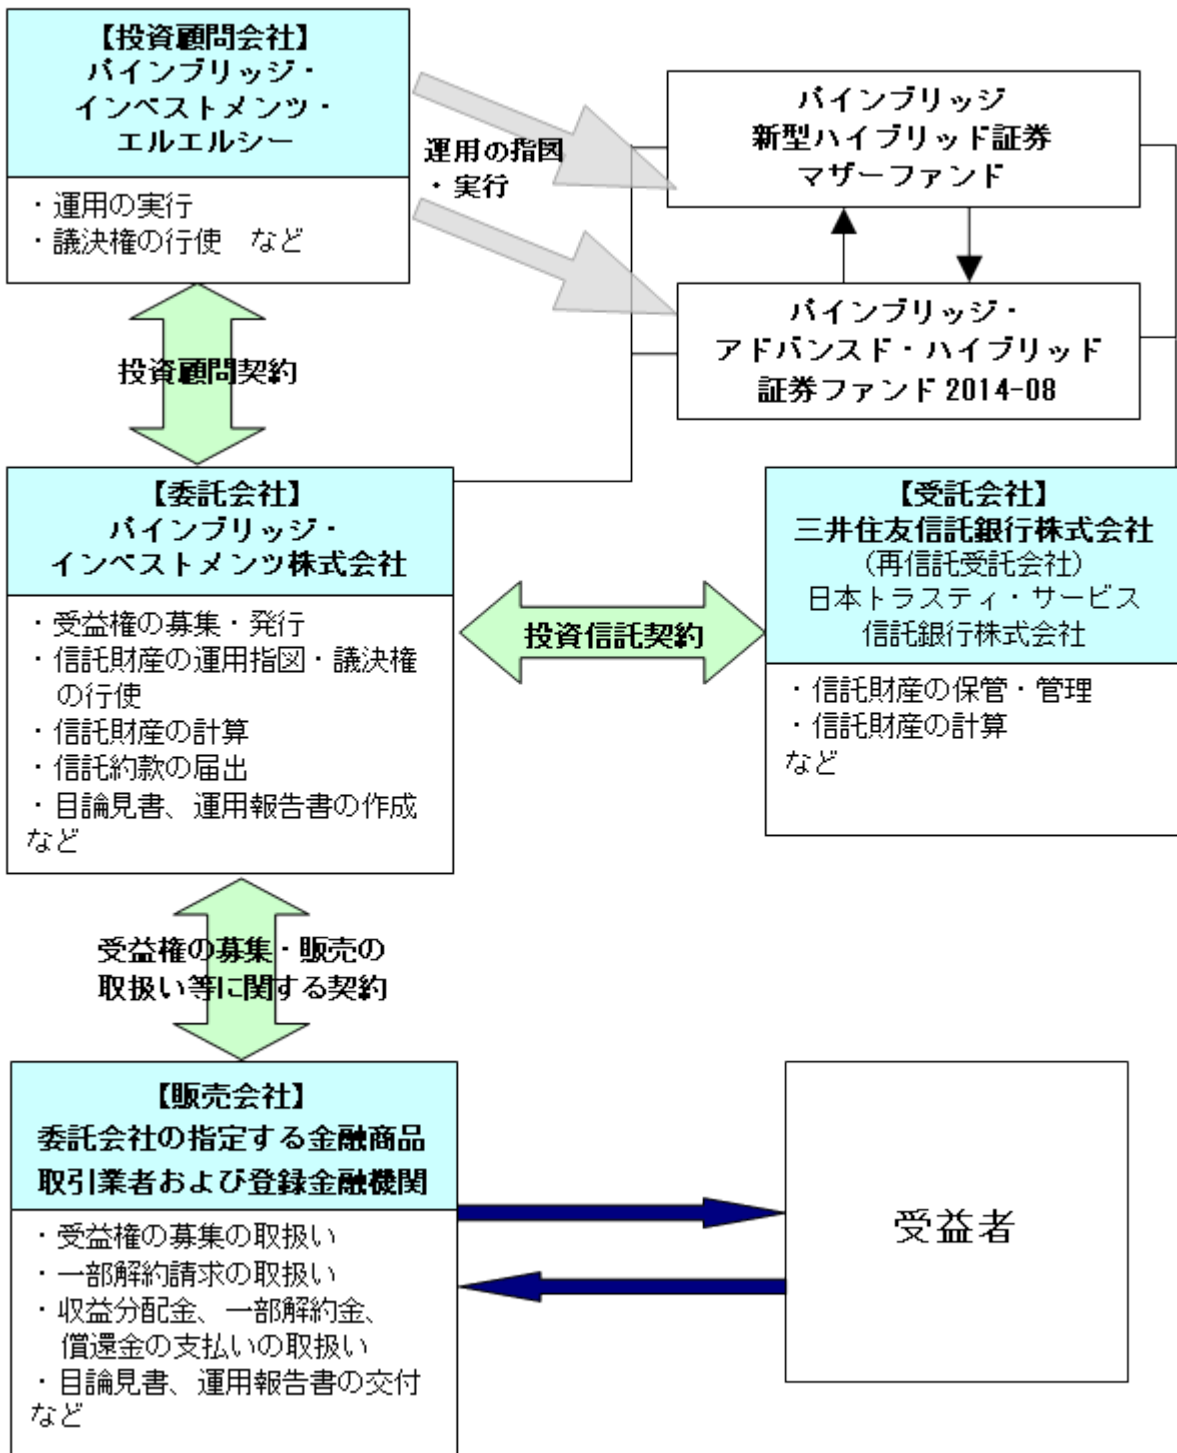 【投資顧問会社】
パインブリッジ・
インベストメンツ・
エルエルシー
・運用の実行
・議決権の行使　など
運用の指図
・実行
パインブリッジ
新型ハイブリッド証券
マザーファンド
パインブリッジ・
アドバンスド・ハイブリッド
証券ファンド 2014-08
投資顧問契約
【委託会社】
パインブリッジ・
インベストメンツ株式会社
・受益権の募集・発行
・信託財産の運用指図・議決権
の行使
・信託財産の計算
・信託約款の届出
・目論見書、運用報告書の作成
など
投資信託契約
【受託会社】
三井住友信託銀行株式会社
（再信託受託会社）
日本トラスティ・サービス
信託銀行株式会社
・信託財産の保管・管理
・信託財産の計算
など
受益権の募集・販売の
取扱い等に関する契約
【販売会社】
委託会社の指定する金融商品
取引業者および登録金融機関
・受益権の募集の取扱い
・一部解約請求の取扱い
・収益分配金、一部解約金、
償還金の支払いの取扱い
・目論見書、運用報告書の交付
など
受益者